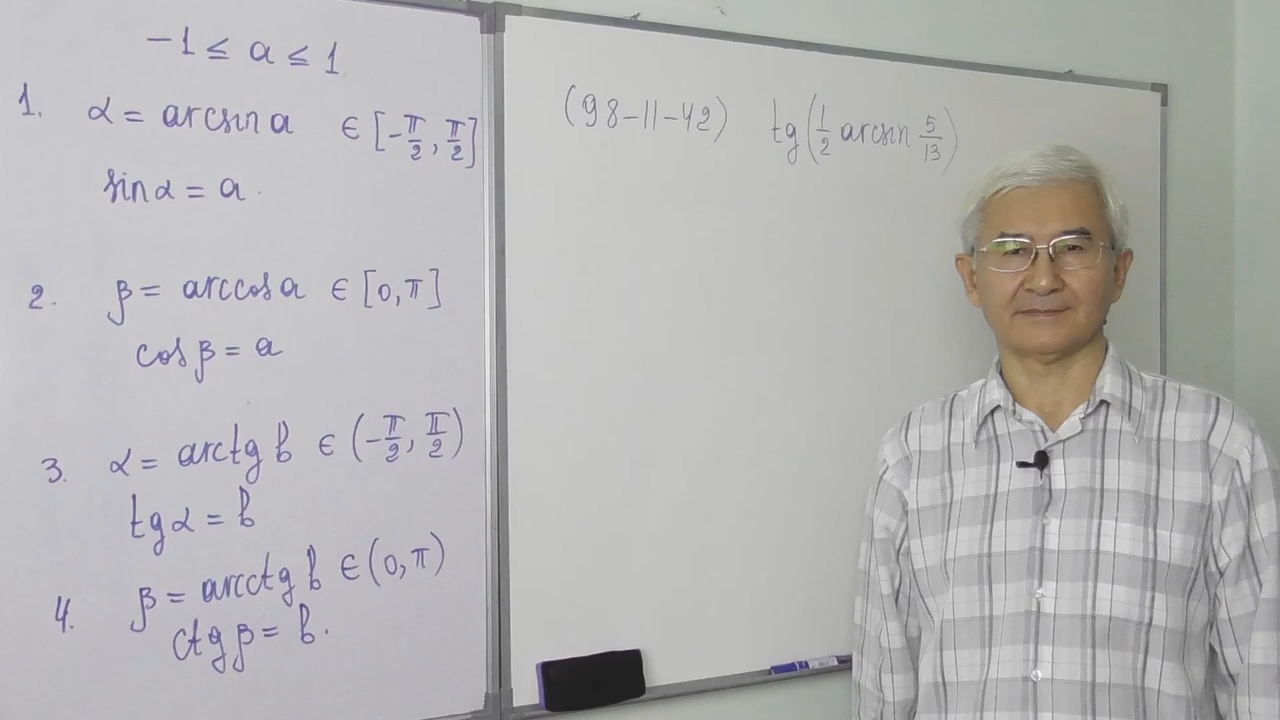 -1 ≤ a ≤ 1
1. α = arcsin a ∈ [-π/2, π/2]
sin α = a.
2. β = arccos a ∈ [0, π]
cos β = a
3. α = arctg b ∈ (-π/2, π/2)
tg α = b
4. β = arcctg b ∈ (0, π)
ctg β = b.
(98-11-42) tg(1/2 arcsin 5/13)